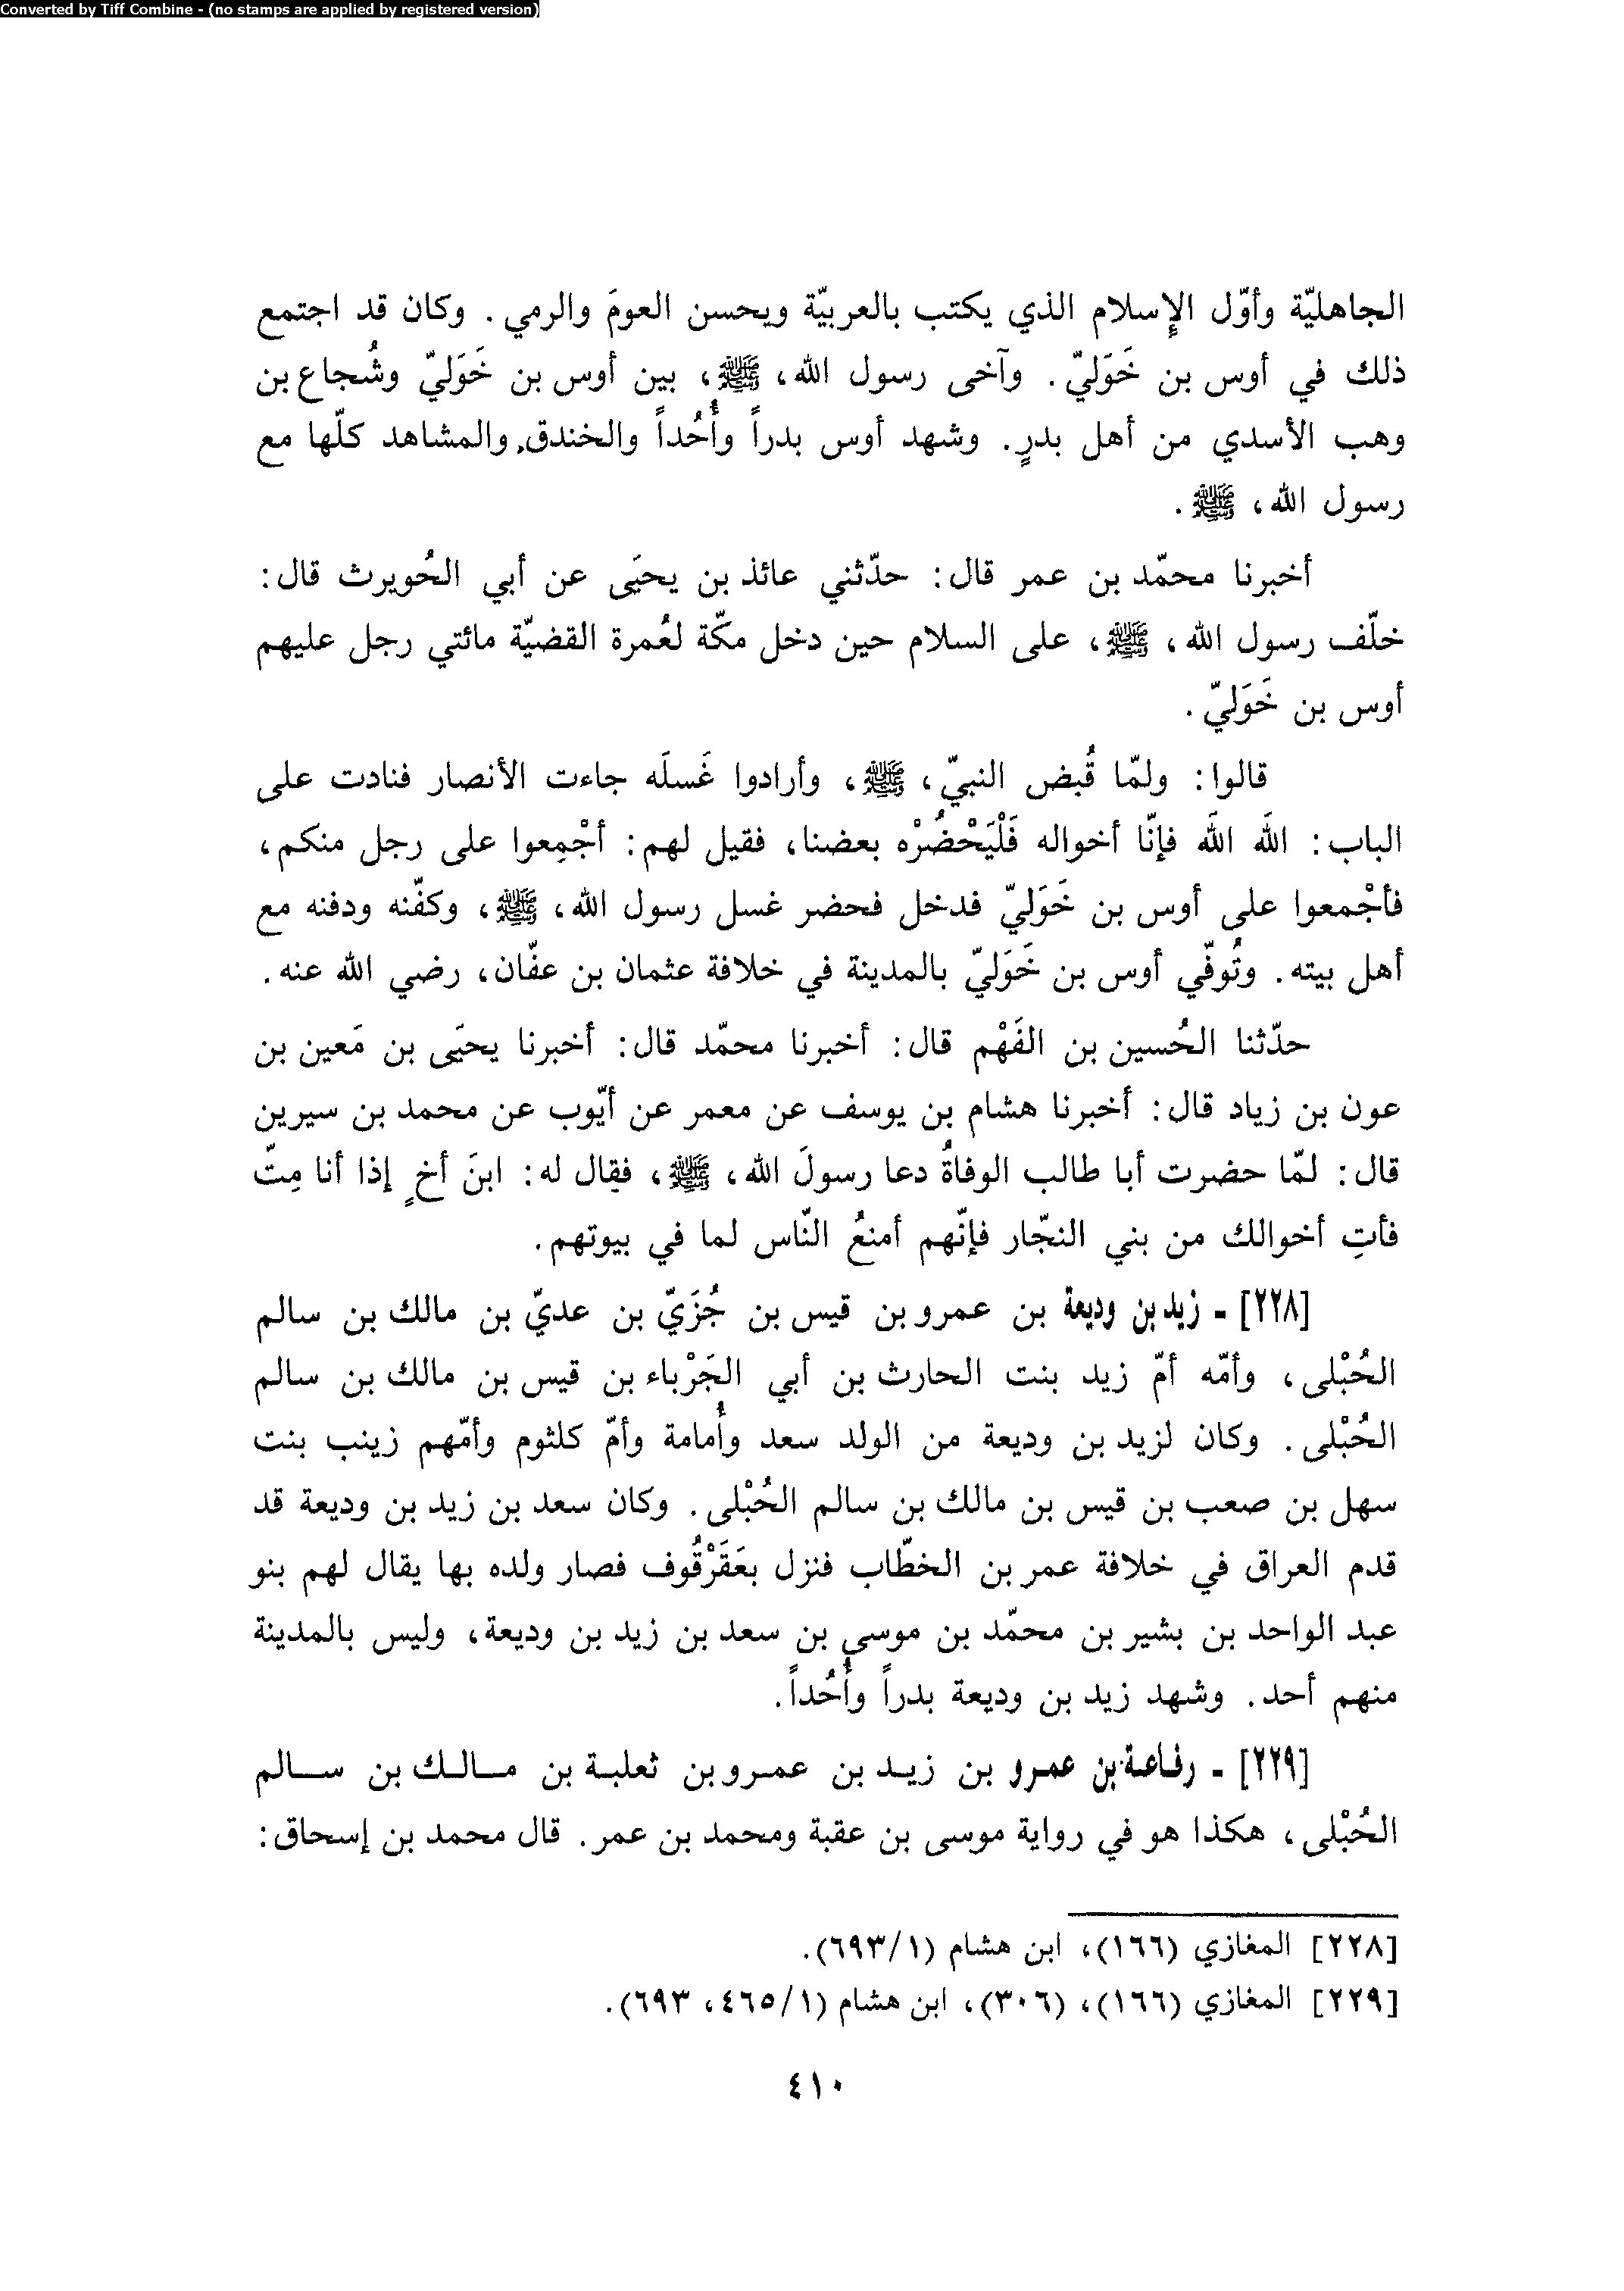 Converted by Tiff Combine - (no stamps are applied by registered version)
الجاهليّة وأوّل الإسلام الذي يكتب بالعربيّة ويحسن العومَ والرمي. وكان قد اجتمع
ذلك في أوس بن خَوَليّ. وآخى رسول الله، ﷺ، بين أوس بن خَوَليّ وشُجاع بن
وهب الأسدي من أهل بدرٍ. وشهد أوس بدراً وأُحُداً والخندق والمشاهد كلّها مع
رسول الله، ﷺ.
أخبرنا محمّد بن عمر قال: حدّثني عائذ بن يحيَى عن أبي الحُويرث قال:
خلّف رسول الله، ﷺ، على السلام حين دخل مكّة لعُمرة القضيّة مائتي رجل عليهم
أوس بن خَوَليّ.
قالوا: ولمّا قُبض النبيّ، ﷺ، وأرادوا غَسلَه جاءت الأنصار فنادت على
الباب: اللهَ اللهَ فإنّا أخواله فَلْيَحْضُرْه بعضنا، فقيل لهم: أجْمِعوا على رجل منكم،
فأجْمعوا على أوس بن خَوَليّ فدخل فحضر غسل رسول الله، ﷺ، وكفّنه ودفنه مع
أهل بيته. وتُوفّي أوس بن خَوَليّ بالمدينة في خلافة عثمان بن عفّان، رضي الله عنه.
حدّثنا الحُسين بن الفَهْم قال: أخبرنا محمّد قال: أخبرنا يحيَى بن مَعين بن
عون بن زياد قال: أخبرنا هشام بن يوسف عن معمر عن أيّوب عن محمد بن سيرين
قال: لمّا حضرت أبا طالب الوفاةُ دعا رسولَ الله، ﷺ، فقال له: ابنَ أخٍ إذا أنا مِتّ
فأتِ أخوالك من بني النجّار فإنّهم أمنعُ النّاس لما في بيوتهم.
[٢٢٨] - زيد بن وديعة بن عمرو بن قيس بن جُزَيّ بن عديّ بن مالك بن سالم
الحُبْلى، وأمّه أمّ زيد بنت الحارث بن أبي الجَرْباء بن قيس بن مالك بن سالم
الحُبْلى. وكان لزيد بن وديعة من الولد سعد وأُمامة وأمّ كلثوم وأمّهم زينب بنت
سهل بن صعب بن قيس بن مالك بن سالم الحُبْلى. وكان سعد بن زيد بن وديعة قد
قدم العراق في خلافة عمر بن الخطّاب فنزل بعَقَرْقُوف فصار ولده بها يقال لهم بنو
عبد الواحد بن بشير بن محمّد بن موسى بن سعد بن زيد بن وديعة، وليس بالمدينة
منهم أحد. وشهد زيد بن وديعة بدراً وأُحُداً.
[٢٢٩] - رفاعة بن عمرو بن زيد بن عمرو بن ثعلبة بن مالك بن سالم
الحُبْلى، هكذا هو في رواية موسى بن عقبة ومحمد بن عمر. قال محمد بن إسحاق:
[٢٢٨] المغازي (١٦٦)، ابن هشام (٦٩٣/١).
[٢٢٩] المغازي (١٦٦)، (٣٠٦)، ابن هشام (٤٦٥/١، ٦٩٣).
٤١٠